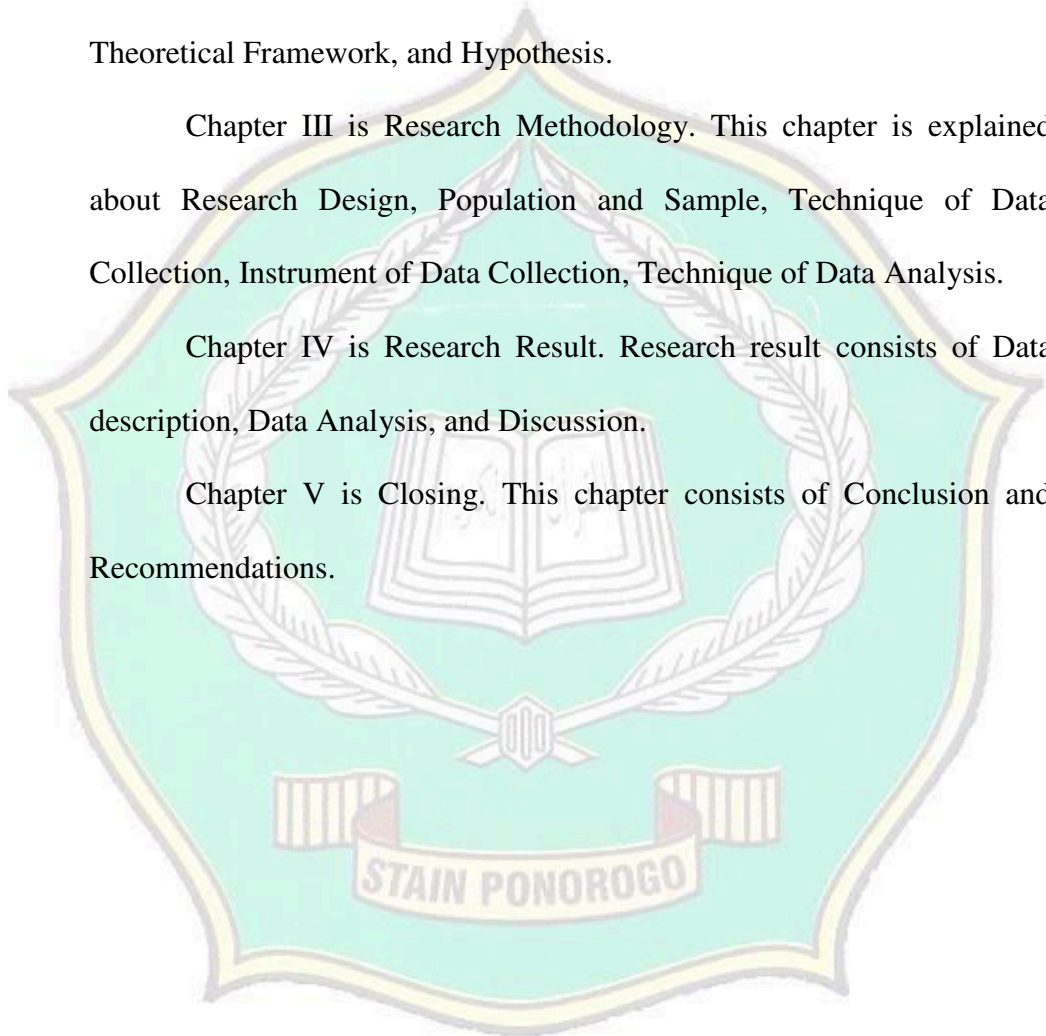 Theoretical Framework, and Hypothesis.
Chapter III is Research Methodology. This chapter is explained
about Research Design, Population and Sample, Technique of Data
Collection, Instrument of Data Collection, Technique of Data Analysis.
Chapter IV is Research Result. Research result consists of Data
description, Data Analysis, and Discussion.
Chapter V is Closing. This chapter consists of Conclusion and
Recommendations.
STAIN PONOROGO